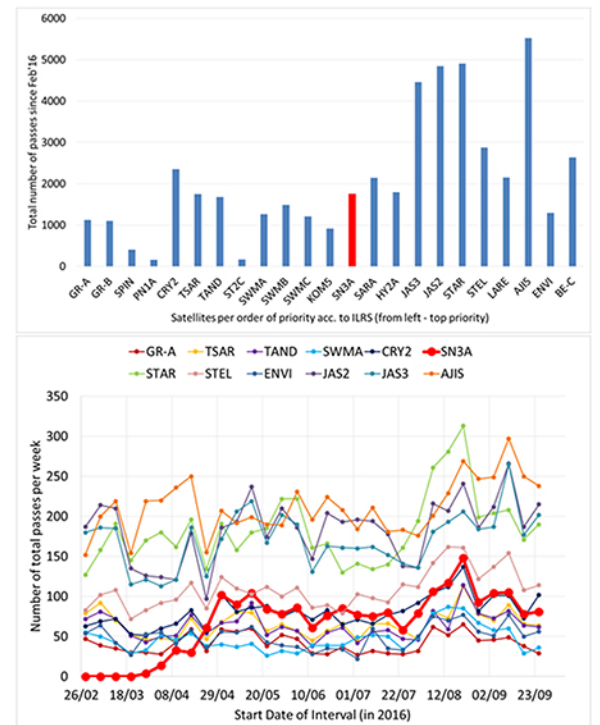 Total number of passes since Feb'16
6000
5000
4000
3000
2000
1000
0
GR-A
GR-B
SPIN
PN1A
CRY2
TSAR
TAND
ST2C
SWMA
SWMB
SWMC
KOM5
SN3A
SARA
HY2A
JAS3
JAS2
STAR
STEL
LARE
AJIS
ENVI
BE-C
Satellites per order of priority acc. to ILRS (from left - top priority)
GR-A TSAR TAND SWMA CRY2 SN3A
STAR STEL ENVI JAS2 JAS3 AJIS
Number of total passes per week
350
300
250
200
150
100
50
0
26/02 18/03 08/04 29/04 20/05 10/06 01/07 22/07 12/08 02/09 23/09
Start Date of Interval (in 2016)